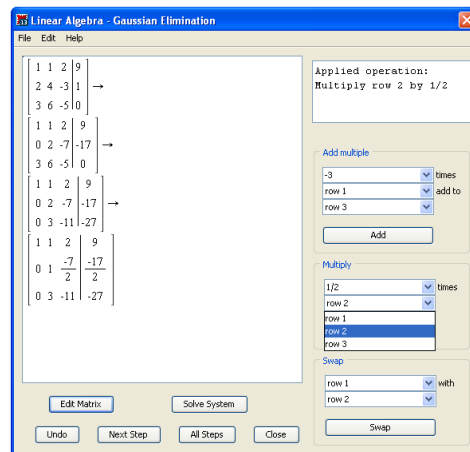 Linear Algebra - Gaussian Elimination
File Edit Help
1 1 2 9
2 4 -3 1 →
3 6 -5 0
1 1 2 9
0 2 -7 -17 →
3 6 -5 0
1 1 2 9
0 2 -7 -17 →
0 3 -11 -27
1 1 2 9
0 1 -7/2 -17/2
0 3 -11 -27
Applied operation:
Multiply row 2 by 1/2
Add multiple
-3 times
row 1 add to
row 3
Add
Multiply
1/2 times
row 2
row 1
row 2
row 3
Swap
row 1 with
row 2
Swap
Edit Matrix Solve System
Undo Next Step All Steps Close